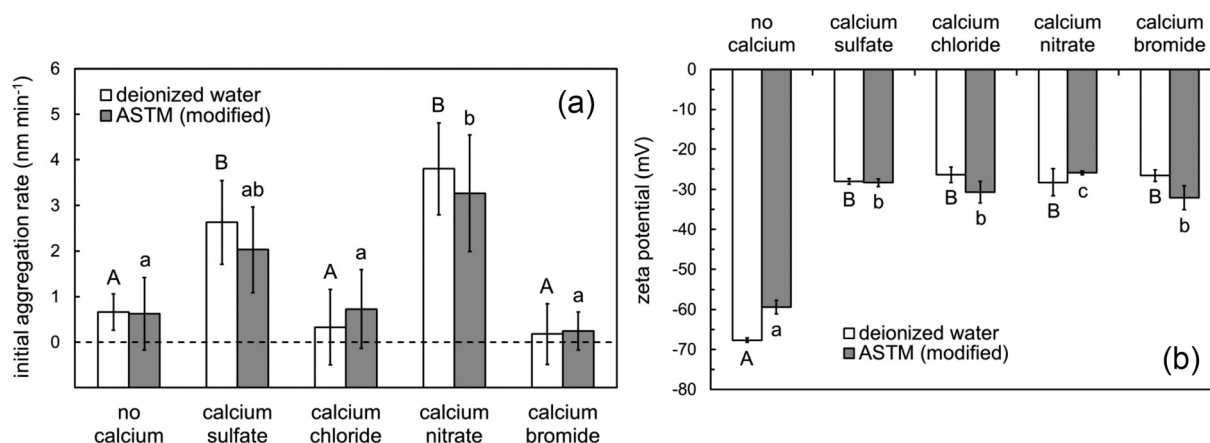 6
5
4
3
2
1
0
initial aggregation rate (nm min-1)
deionized water
ASTM (modified)
(a)
A a B ab A a B b A a
no calcium
calcium sulfate
calcium chloride
calcium nitrate
calcium bromide
no calcium
calcium sulfate
calcium chloride
calcium nitrate
calcium bromide
0
-10
-20
-30
-40
-50
-60
-70
-80
zeta potential (mV)
A a B b B b B c B b
deionized water
ASTM (modified)
(b)